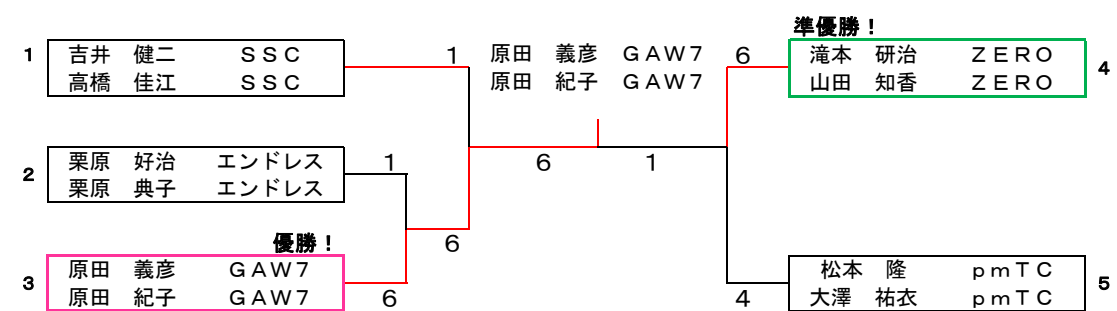 準優勝！
1 吉井 健二 ＳＳＣ
高橋 佳江 ＳＳＣ
1
原田 義彦 ＧＡＷ７
原田 紀子 ＧＡＷ７
6
滝本 研治 ＺＥＲＯ
山田 知香 ＺＥＲＯ
4
2 栗原 好治 エンドレス
栗原 典子 エンドレス
1
6
1
優勝！
6
3 原田 義彦 ＧＡＷ７
原田 紀子 ＧＡＷ７
6
4
松本 隆 ｐｍＴＣ
大澤 祐衣 ｐｍＴＣ
5